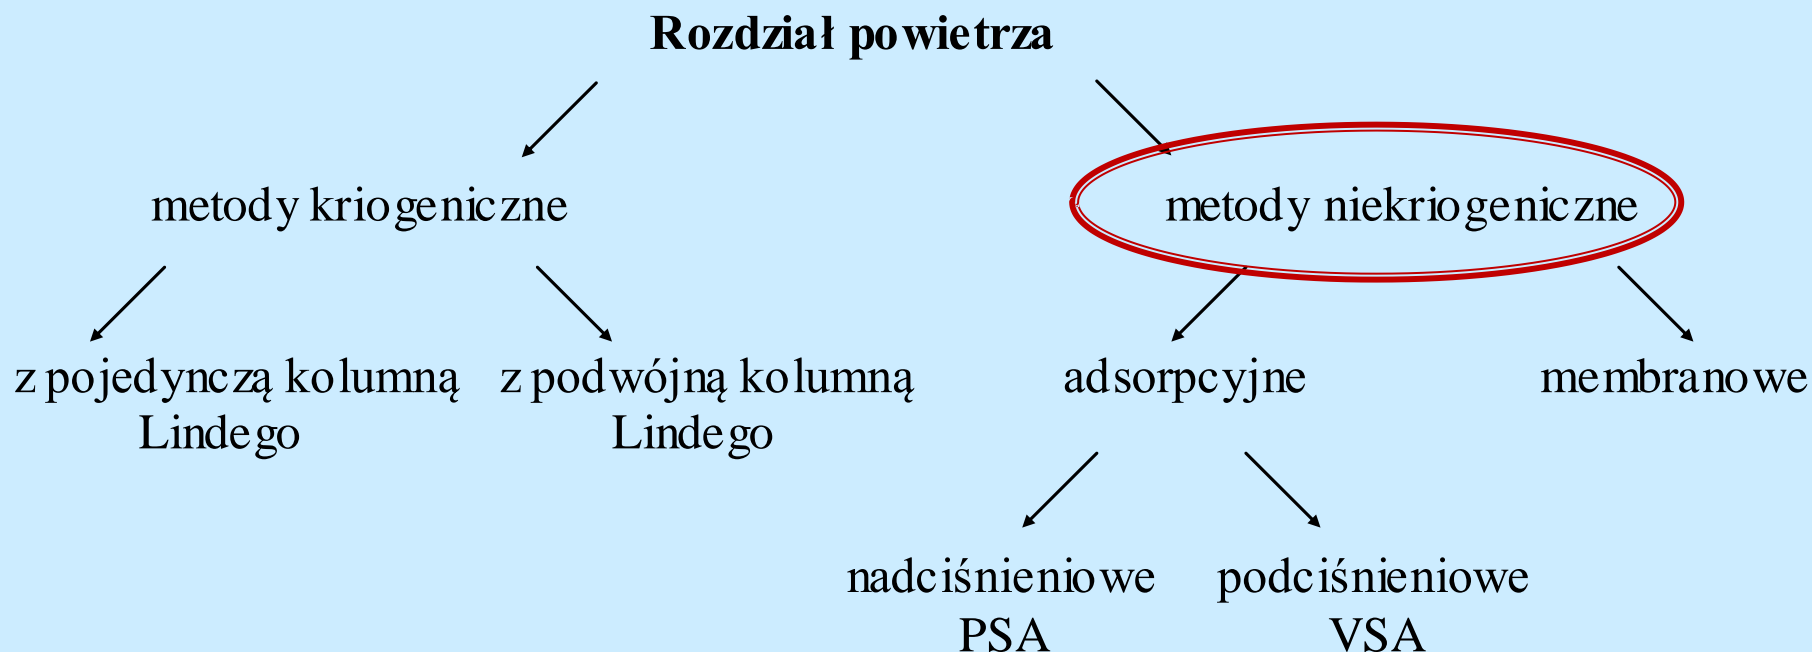 Rozdział powietrza
metody kriogeniczne
metody niekriogeniczne
z pojedynczą kolumną
Lindego
z podwójną kolumną
Lindego
adsorpcyjne
membranowe
nadciśnieniowe
PSA
podciśnieniowe
VSA